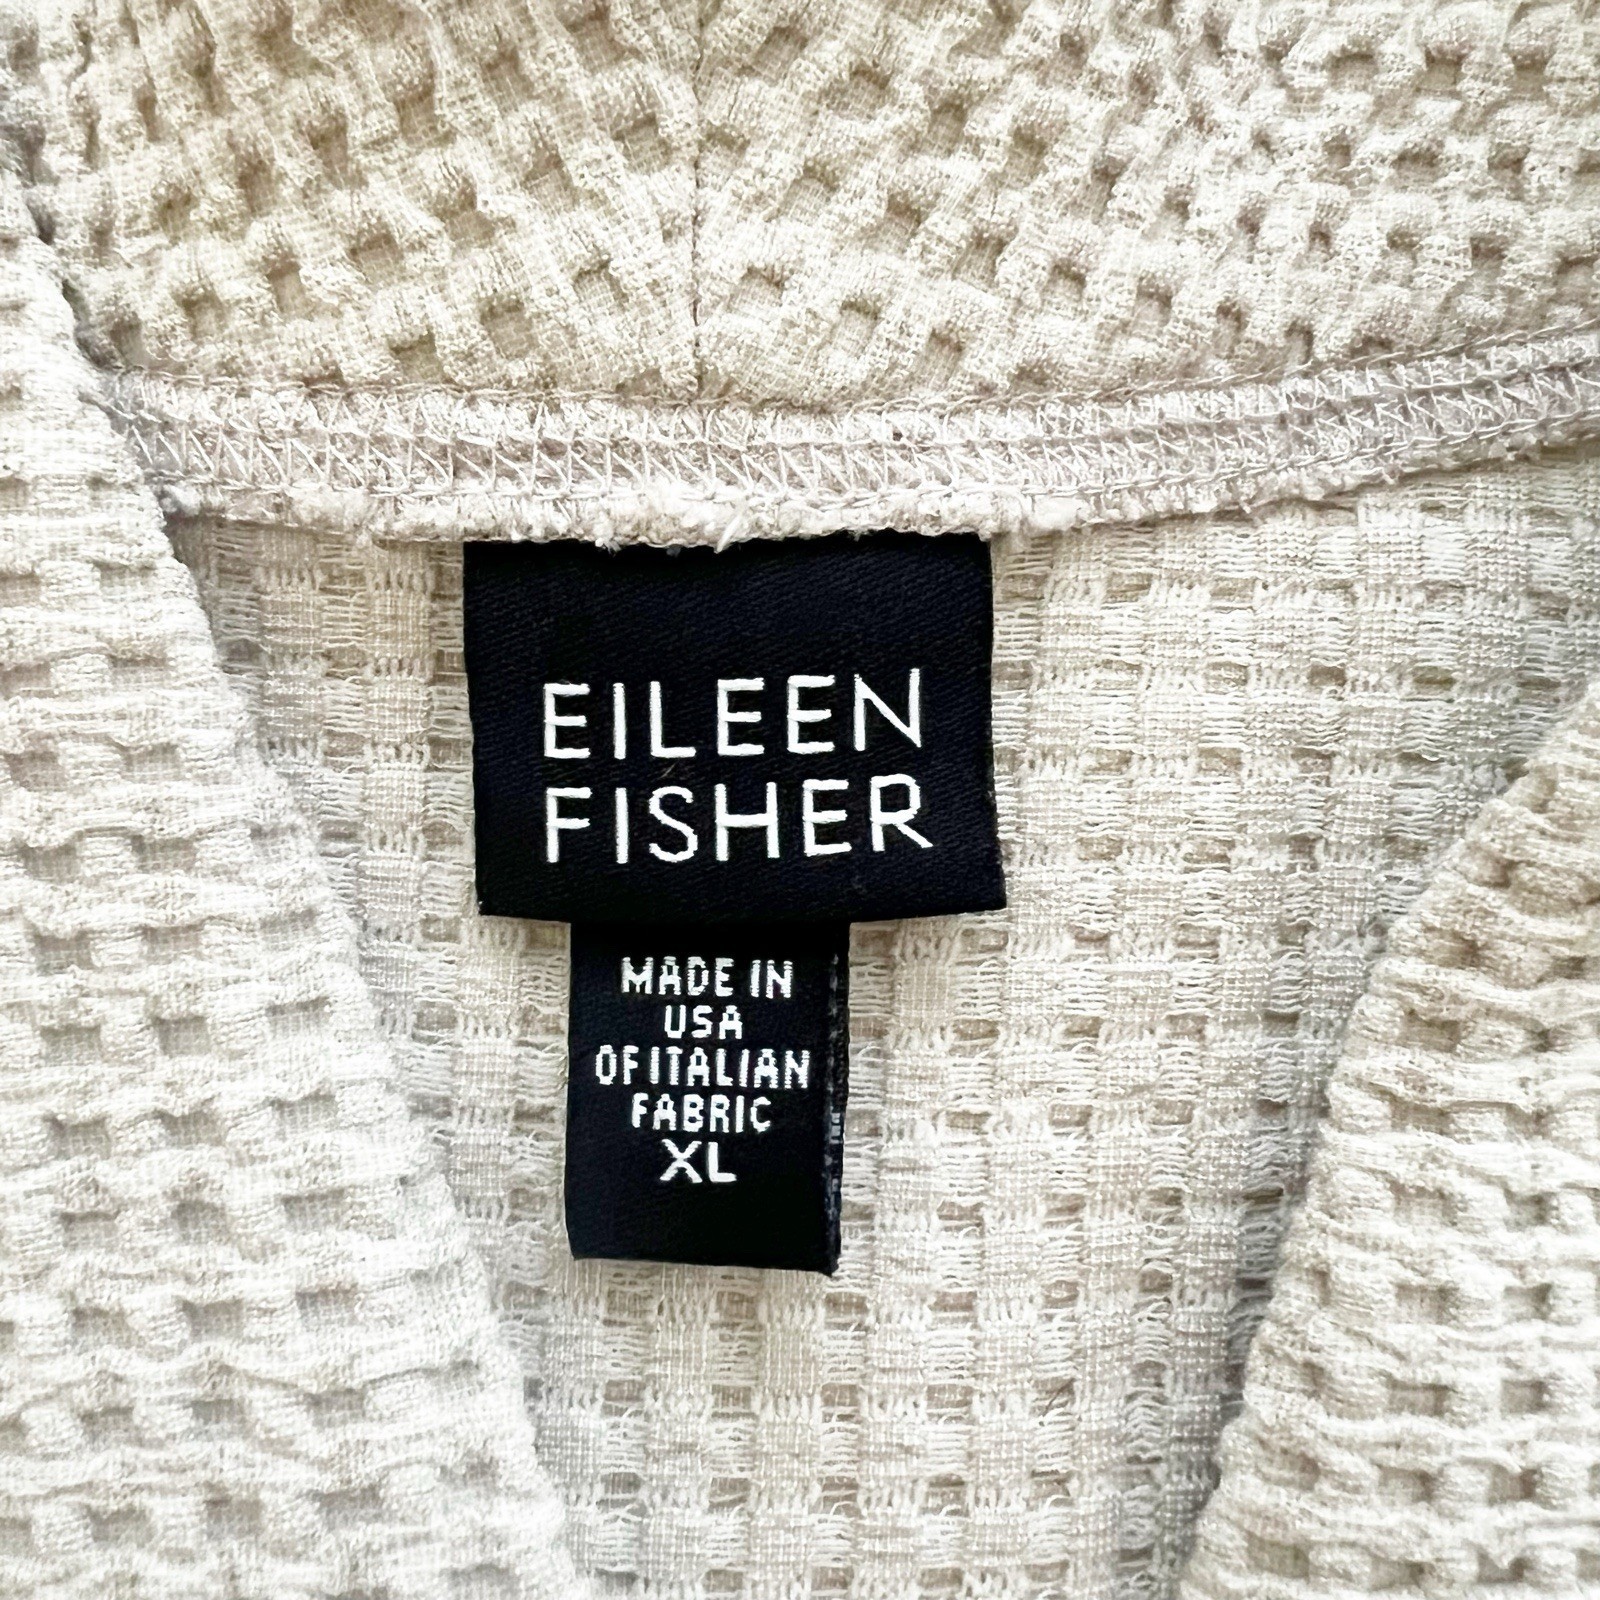 EILEEN
FISHER
MADE IN
USA
OF ITALIAN
FABRIC
XL